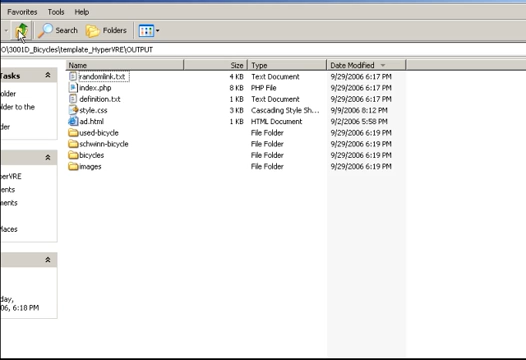 Favorites Tools Help
Search Folders
O\3001D_Bicycles\template_HyperVRE\OUTPUT
Tasks
older
older to the
der
perVRE
ents
ments
Places
day,
06, 6:18 PM
Name Size Type Date Modified
randomlink.txt 4 KB Text Document 9/29/2006 6:17 PM
index.php 8 KB PHP File 9/29/2006 6:17 PM
definition.txt 1 KB Text Document 9/29/2006 6:17 PM
style.css 3 KB Cascading Style Sh... 9/9/2006 8:12 PM
ad.html 1 KB HTML Document 9/2/2006 5:58 PM
used-bicycle File Folder 9/29/2006 6:19 PM
schwinn-bicycle File Folder 9/29/2006 6:19 PM
bicycles File Folder 9/29/2006 6:19 PM
images File Folder 9/29/2006 6:19 PM